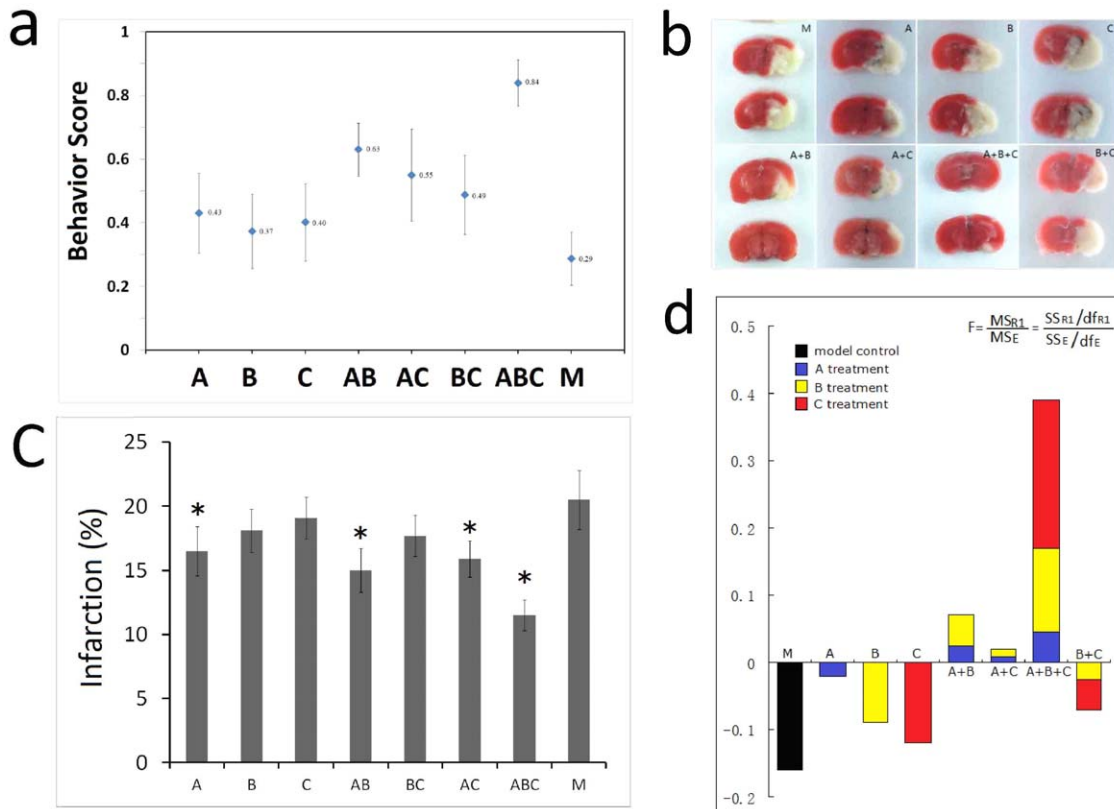 a
1
0.8
0.6
0.4
0.2
0
Behavior Score
0.43
0.37
0.40
0.63
0.55
0.49
0.84
0.29
A B C AB AC BC ABC M
b
M A B C
A+B A+C A+B+C B+C
C
25
20
15
10
5
0
Infarction (%)
* * * *
A B C AB BC AC ABC M
d
0.5
0.4
0.3
0.2
0.1
0
-0.1
-0.2
F= MSR1/MSE = SSR1/dfR1 / SSE/dfE
model control
A treatment
B treatment
C treatment
M A B C B+C
A+B A+C A+B+C